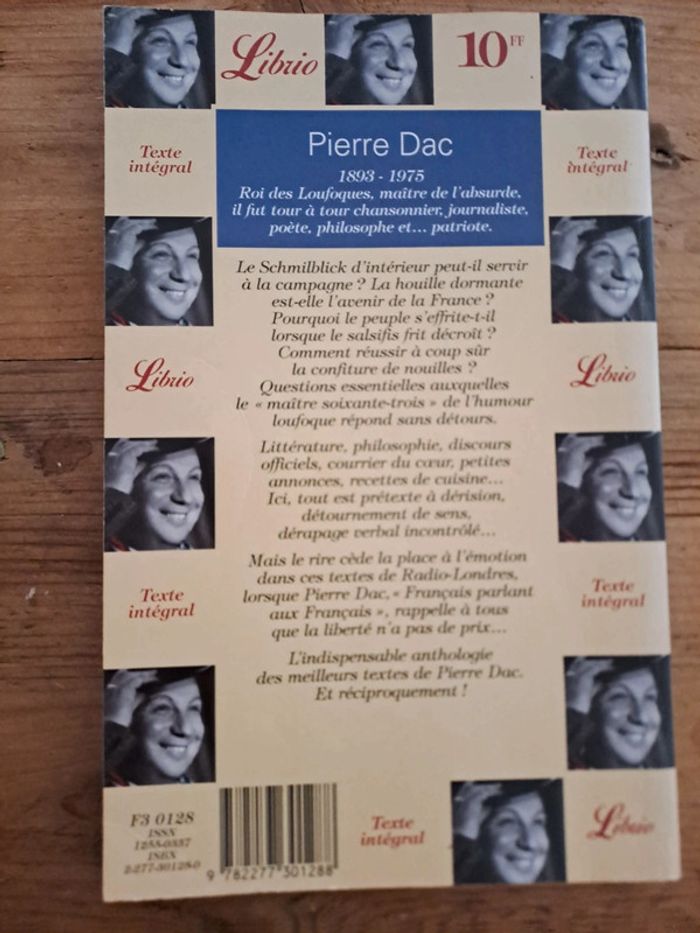 Librio
10FF
Texte
intégral
Texte
intégral
Pierre Dac
1893 - 1975
Roi des Loufoques, maître de l'absurde,
il fut tour à tour chansonnier, journaliste,
poète, philosophe et... patriote.
Le Schmilblick d'intérieur peut-il servir
à la campagne ? La houille dormante
est-elle l'avenir de la France ?
Pourquoi le peuple s'effrite-t-il
lorsque le salsifis frit décroît ?
Comment réussir à coup sûr
la confiture de nouilles ?
Questions essentielles auxquelles
le « maître soixante-trois » de l'humour
loufoque répond sans détours.
Librio
Librio
Littérature, philosophie, discours
officiels, courrier du cœur, petites
annonces, recettes de cuisine...
Ici, tout est prétexte à dérision,
détournement de sens,
dérapage verbal incontrôlé...
Mais le rire cède la place à l'émotion
dans ces textes de Radio-Londres,
lorsque Pierre Dac, « Français parlant
aux Français », rappelle à tous
que la liberté n'a pas de prix...
Texte
intégral
Texte
intégral
L'indispensable anthologie
des meilleurs textes de Pierre Dac.
Et réciproquement !
F3 0128
ISSN
1255-0337
ISBN
2-277-30128-0
9 782277 301288
Texte
intégral
Librio